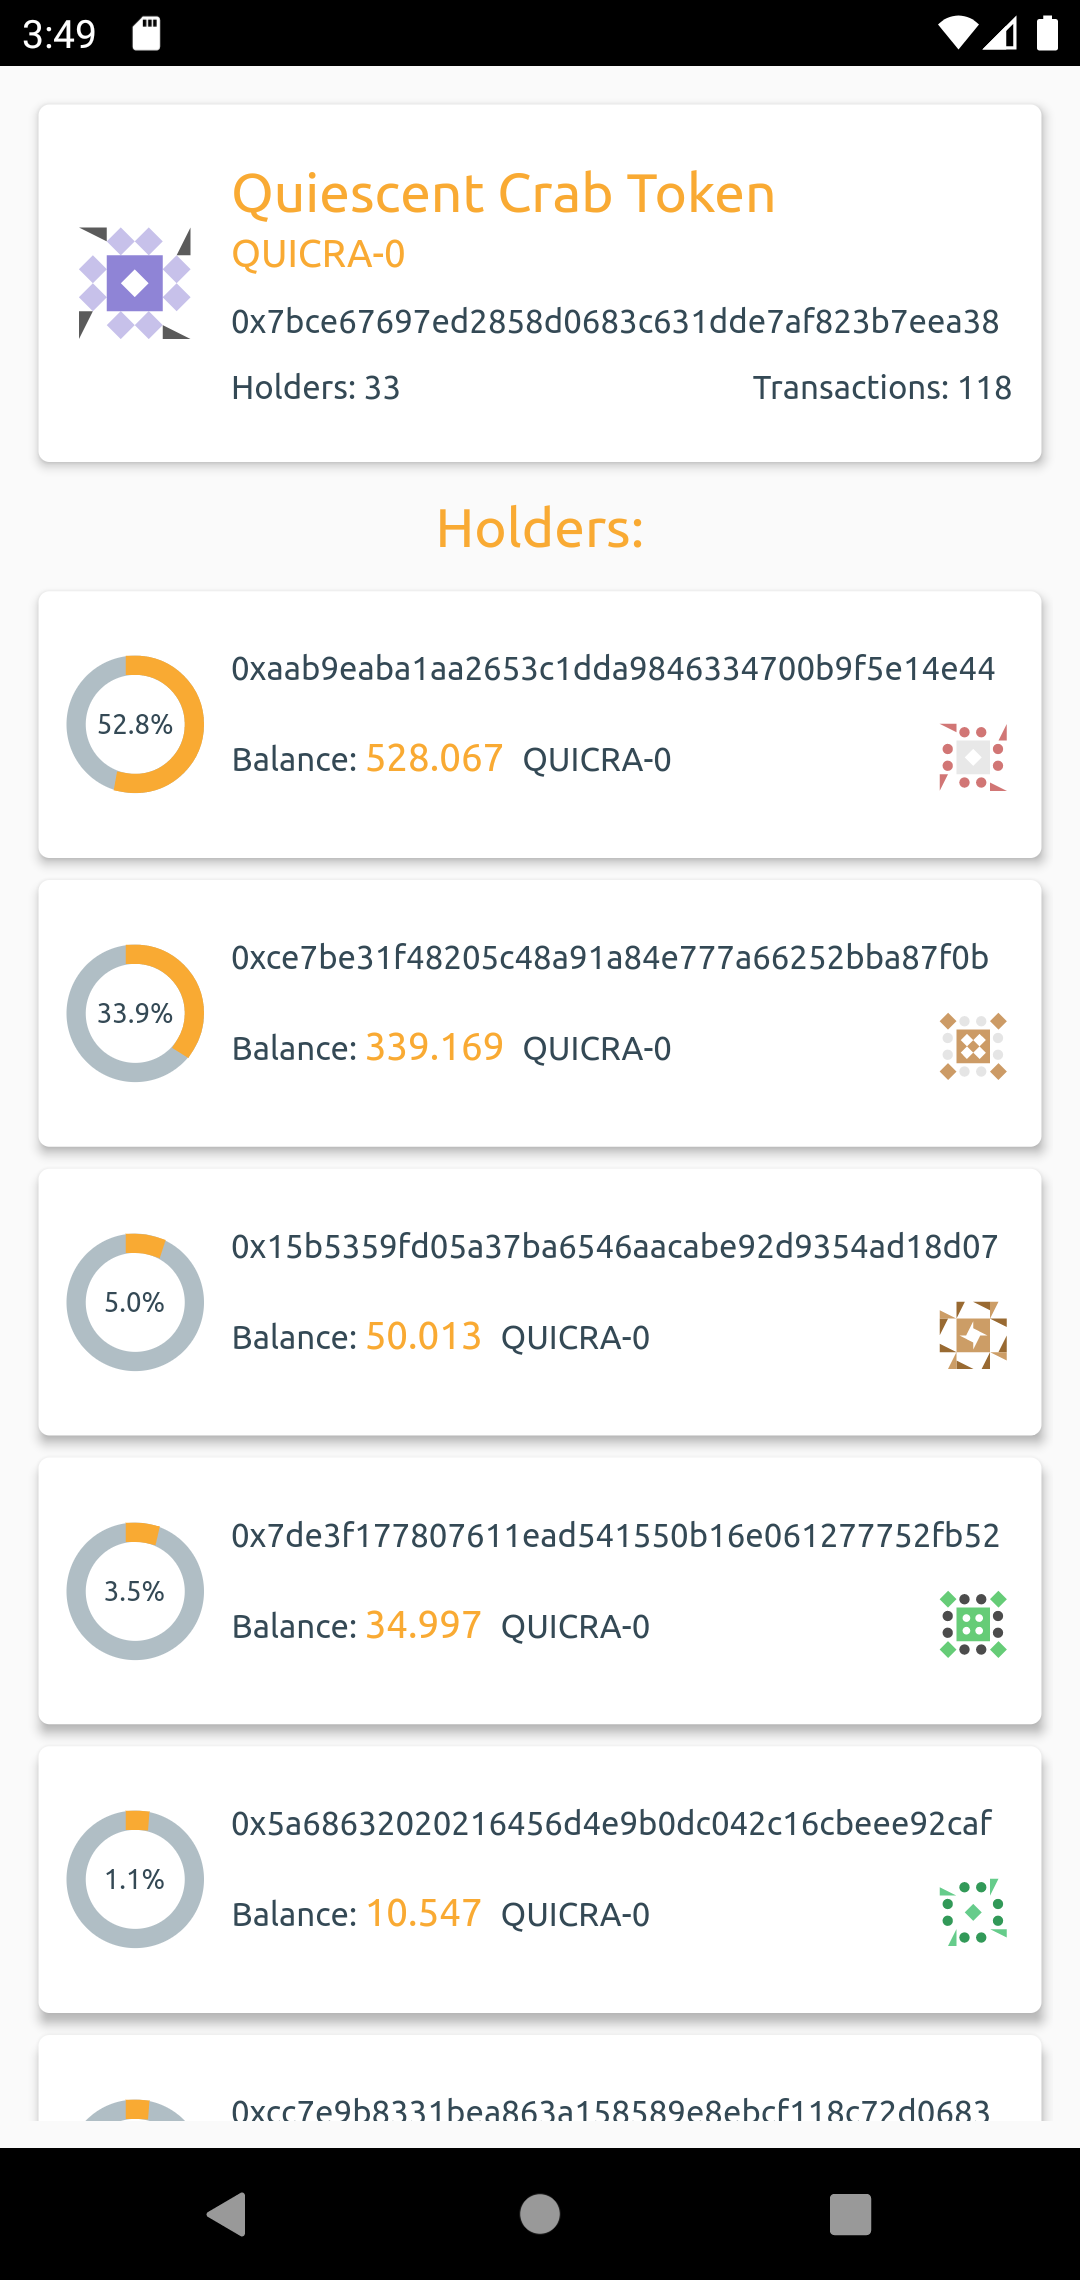 3:49
Quiescent Crab Token
QUICRA-0
0x7bce67697ed2858d0683c631dde7af823b7eea38
Holders: 33 Transactions: 118
Holders:
0xaab9eaba1aa2653c1dda9846334700b9f5e14e44
52.8%
Balance: 528.067 QUICRA-0
0xce7be31f48205c48a91a84e777a66252bba87f0b
33.9%
Balance: 339.169 QUICRA-0
0x15b5359fd05a37ba6546aacabe92d9354ad18d07
5.0%
Balance: 50.013 QUICRA-0
0x7de3f177807611ead541550b16e061277752fb52
3.5%
Balance: 34.997 QUICRA-0
0x5a68632020216456d4e9b0dc042c16cbeee92caf
1.1%
Balance: 10.547 QUICRA-0
0xcc7e9b8331bea863a158589e8ebcf118c72d0683